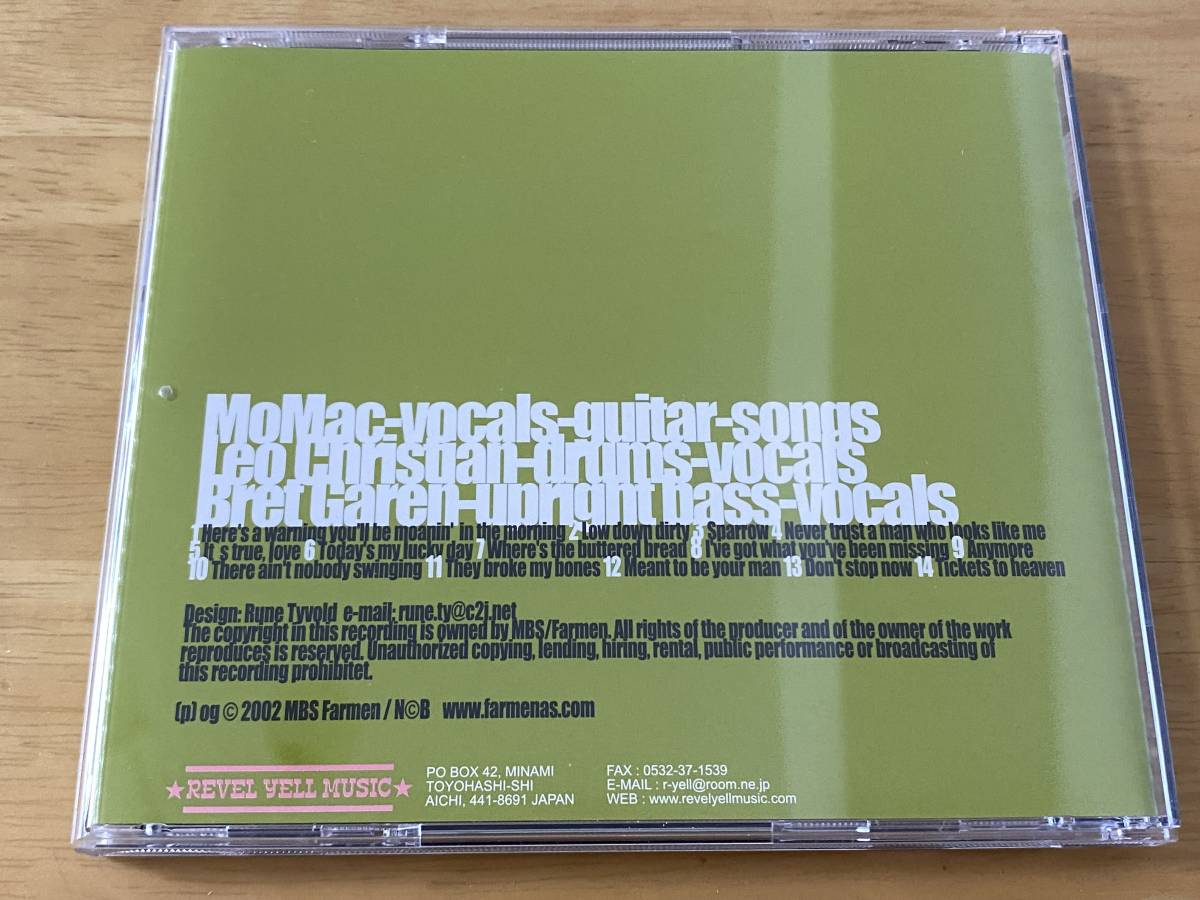 MoMac-vocals-guitar-songs
Leo Christian-drums-vocals
Bret Garen-upright bass-vocals
1 Here's a warning you'll be moanin' in the morning 2 Low down dirty 3 Sparrow 4 Never trust a man who looks like me
5 It s true, love 6 Today's my lucky day 7 Where's the buttered bread 8 I've got what you've been missing 9 Anymore
10 There ain't nobody swinging 11 They broke my bones 12 Meant to be your man 13 Don't stop now 14 Tickets to heaven
Design: Rune Tyvold e-mail: rune.ty@c2i.net
The copyright in this recording is owned by MBS/Farmen. All rights of the producer and of the owner of the work
reproduces is reserved. Unauthorized copying, lending, hiring, rental, public performance or broadcasting of
this recording prohibitet.
(p) og © 2002 MBS Farmen / N©B www.farmenas.com
★REVEL YELL MUSIC★
PO BOX 42, MINAMI
TOYOHASHI-SHI
AICHI, 441-8691 JAPAN
FAX : 0532-37-1539
E-MAIL : r-yell@room.ne.jp
WEB : www.revelyellmusic.com